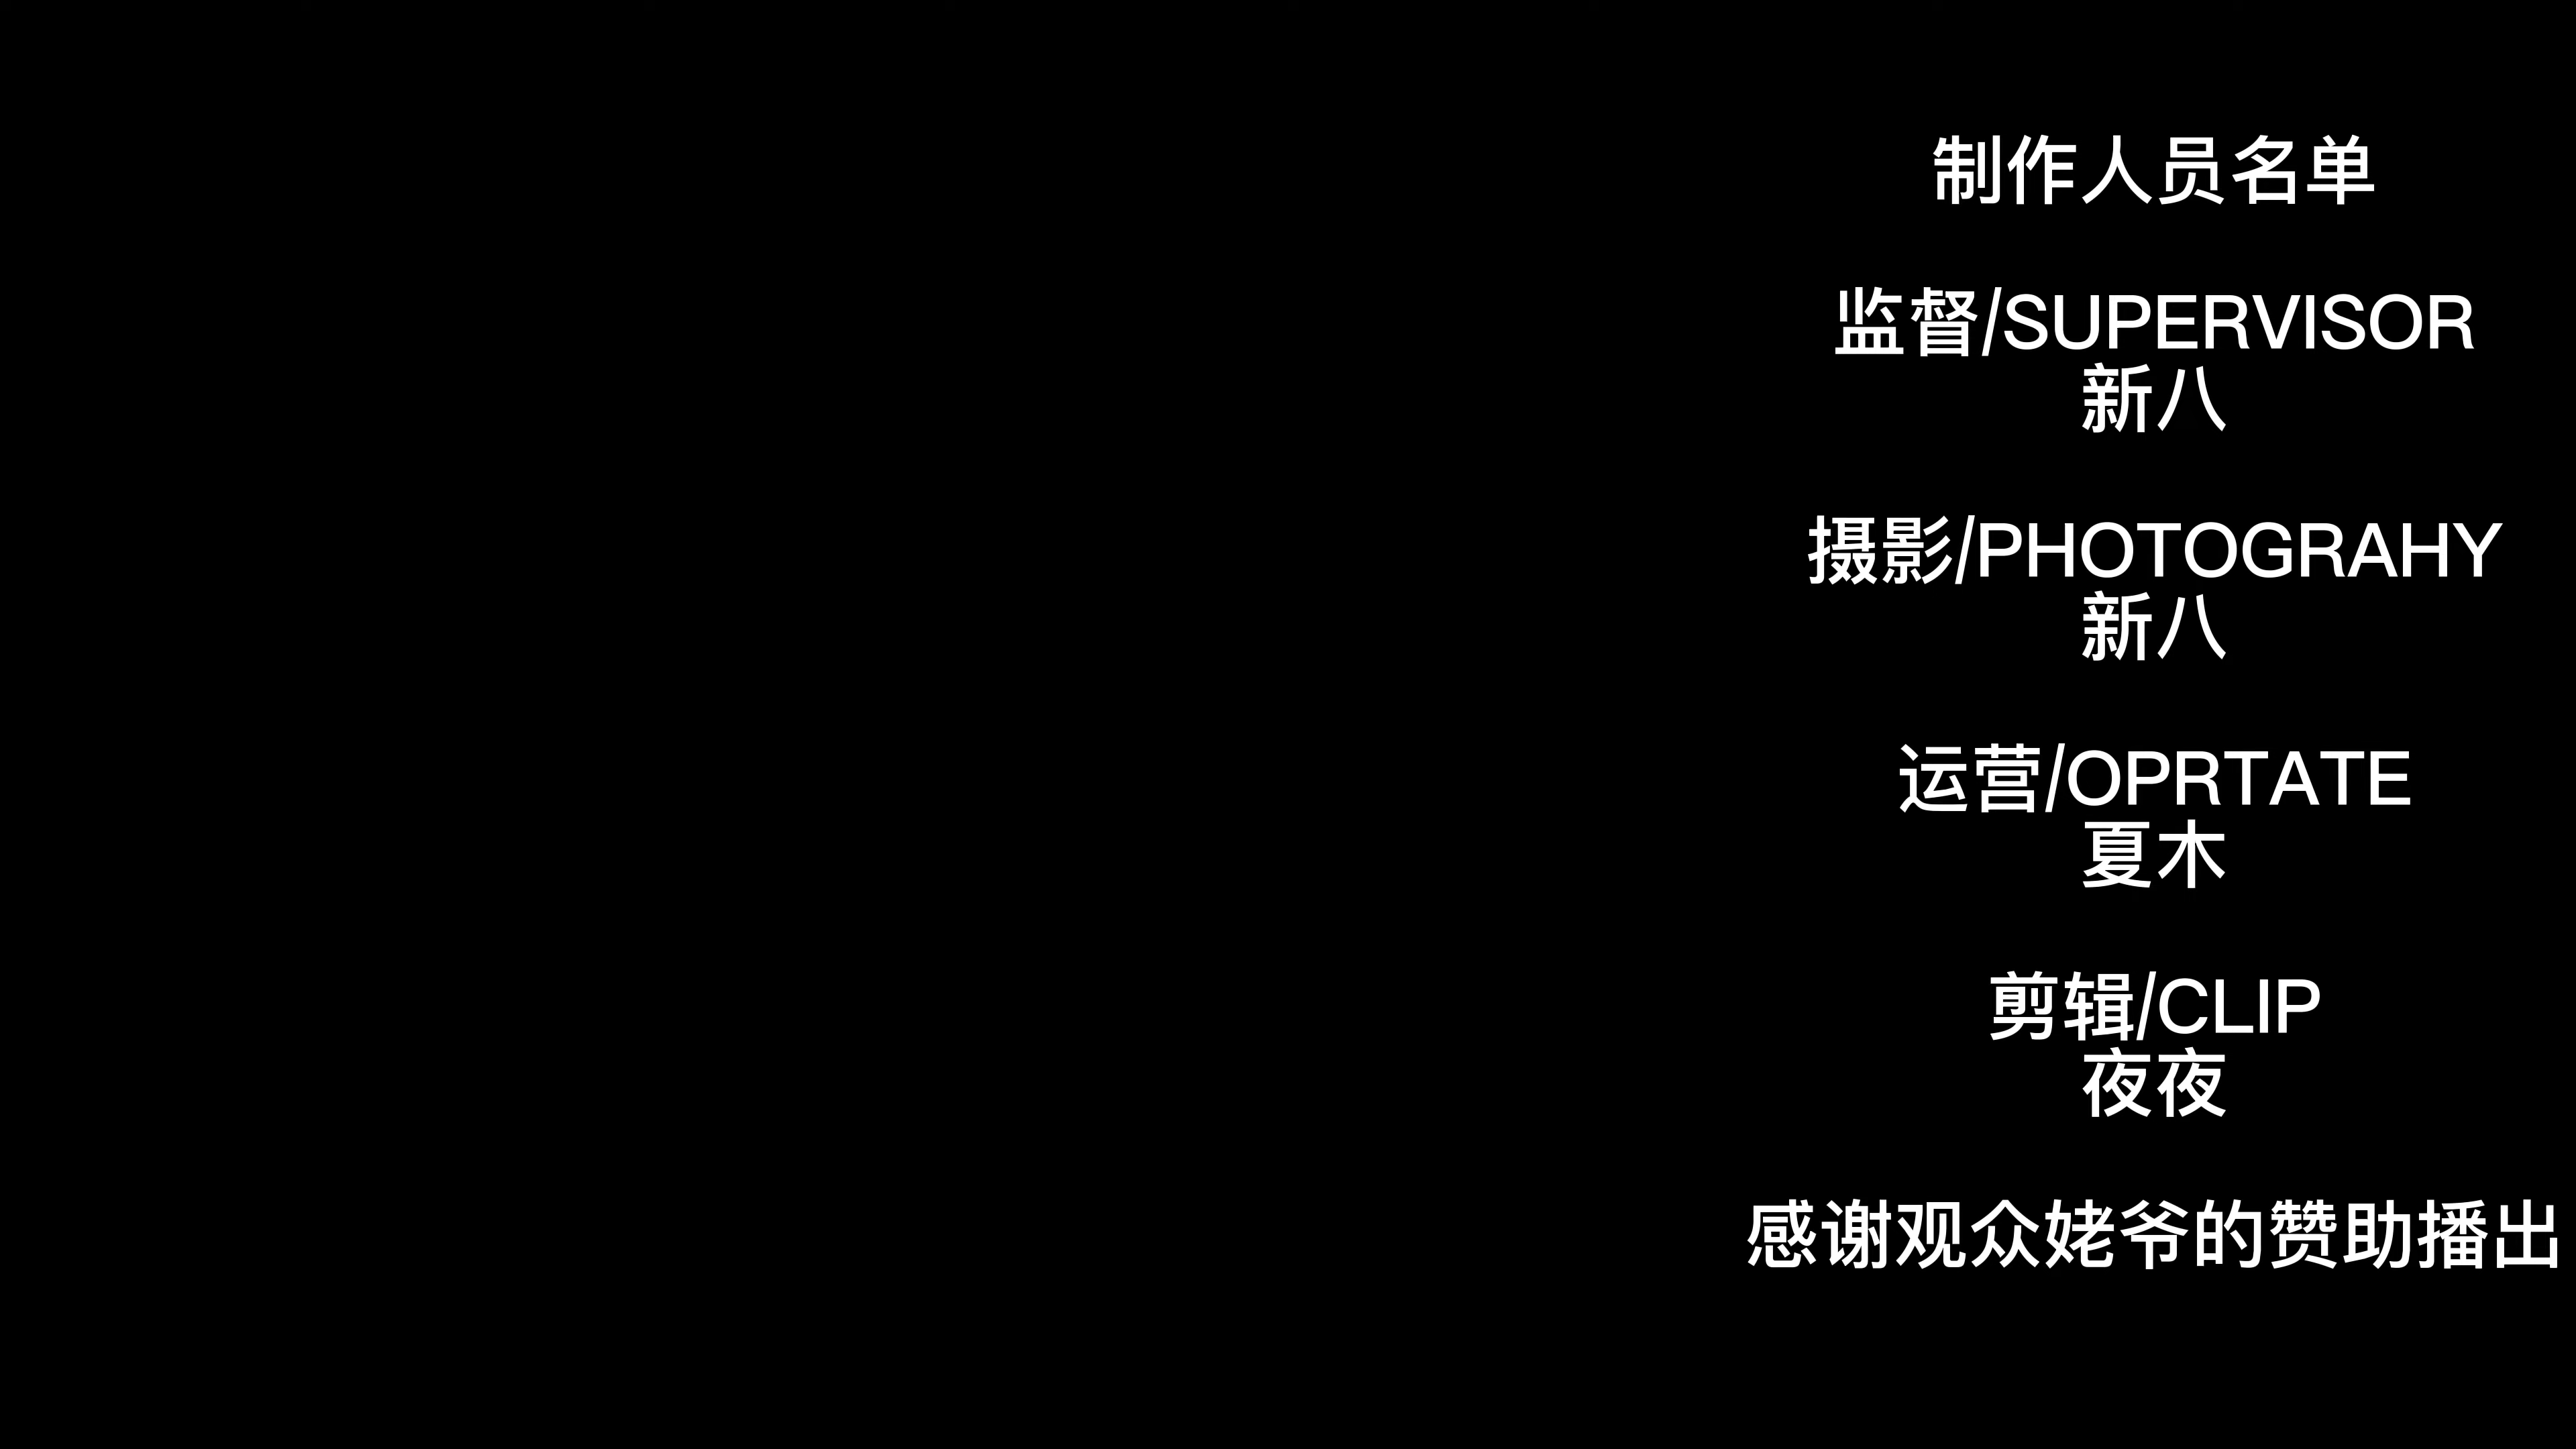 制作人员名单
监督/SUPERVISOR
新八
摄影/PHOTOGRAHY
新八
运营/OPRTATE
夏木
剪辑/CLIP
夜夜
感谢观众姥爷的赞助播出